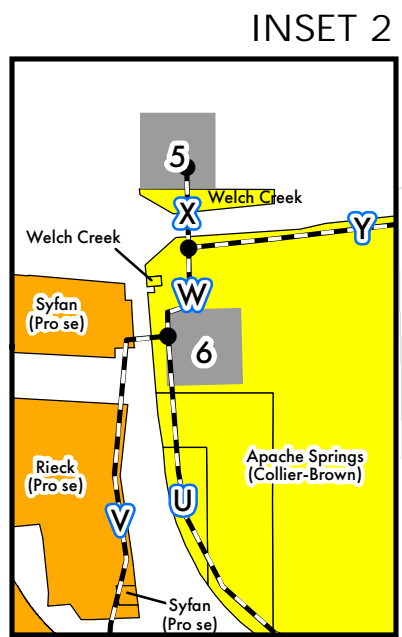 INSET 2
5
Welch Creek
X
Y
Welch Creek
W
Syfan
(Pro se)
6
Apache Springs
(Collier-Brown)
Rieck
(Pro se)
U
V
Syfan
(Pro se)